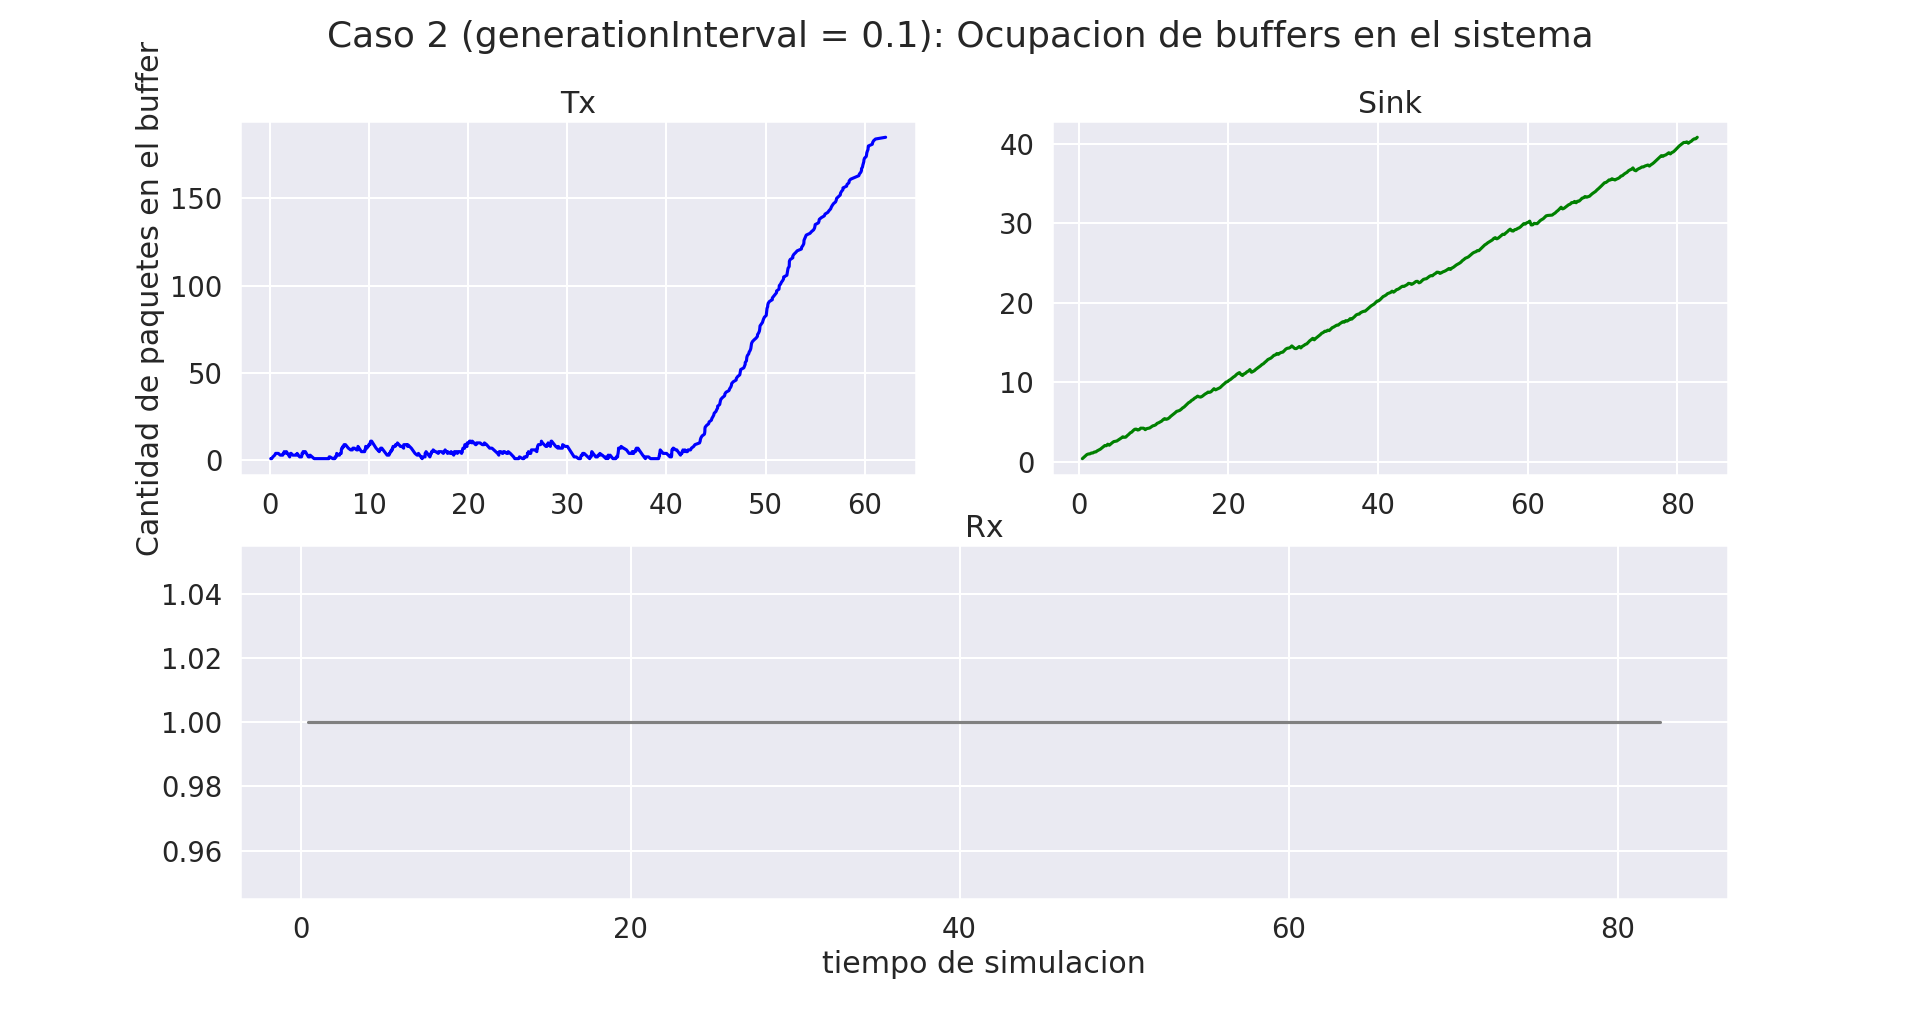 Caso 2 (generationInterval = 0.1): Ocupacion de buffers en el sistema
Cantidad de paquetes en el buffer
Tx
150
100
50
0
0 10 20 30 40 50 60
Sink
40
30
20
10
0
0 20 40 60 80
Rx
1.04
1.02
1.00
0.98
0.96
0 20 40 60 80
tiempo de simulacion